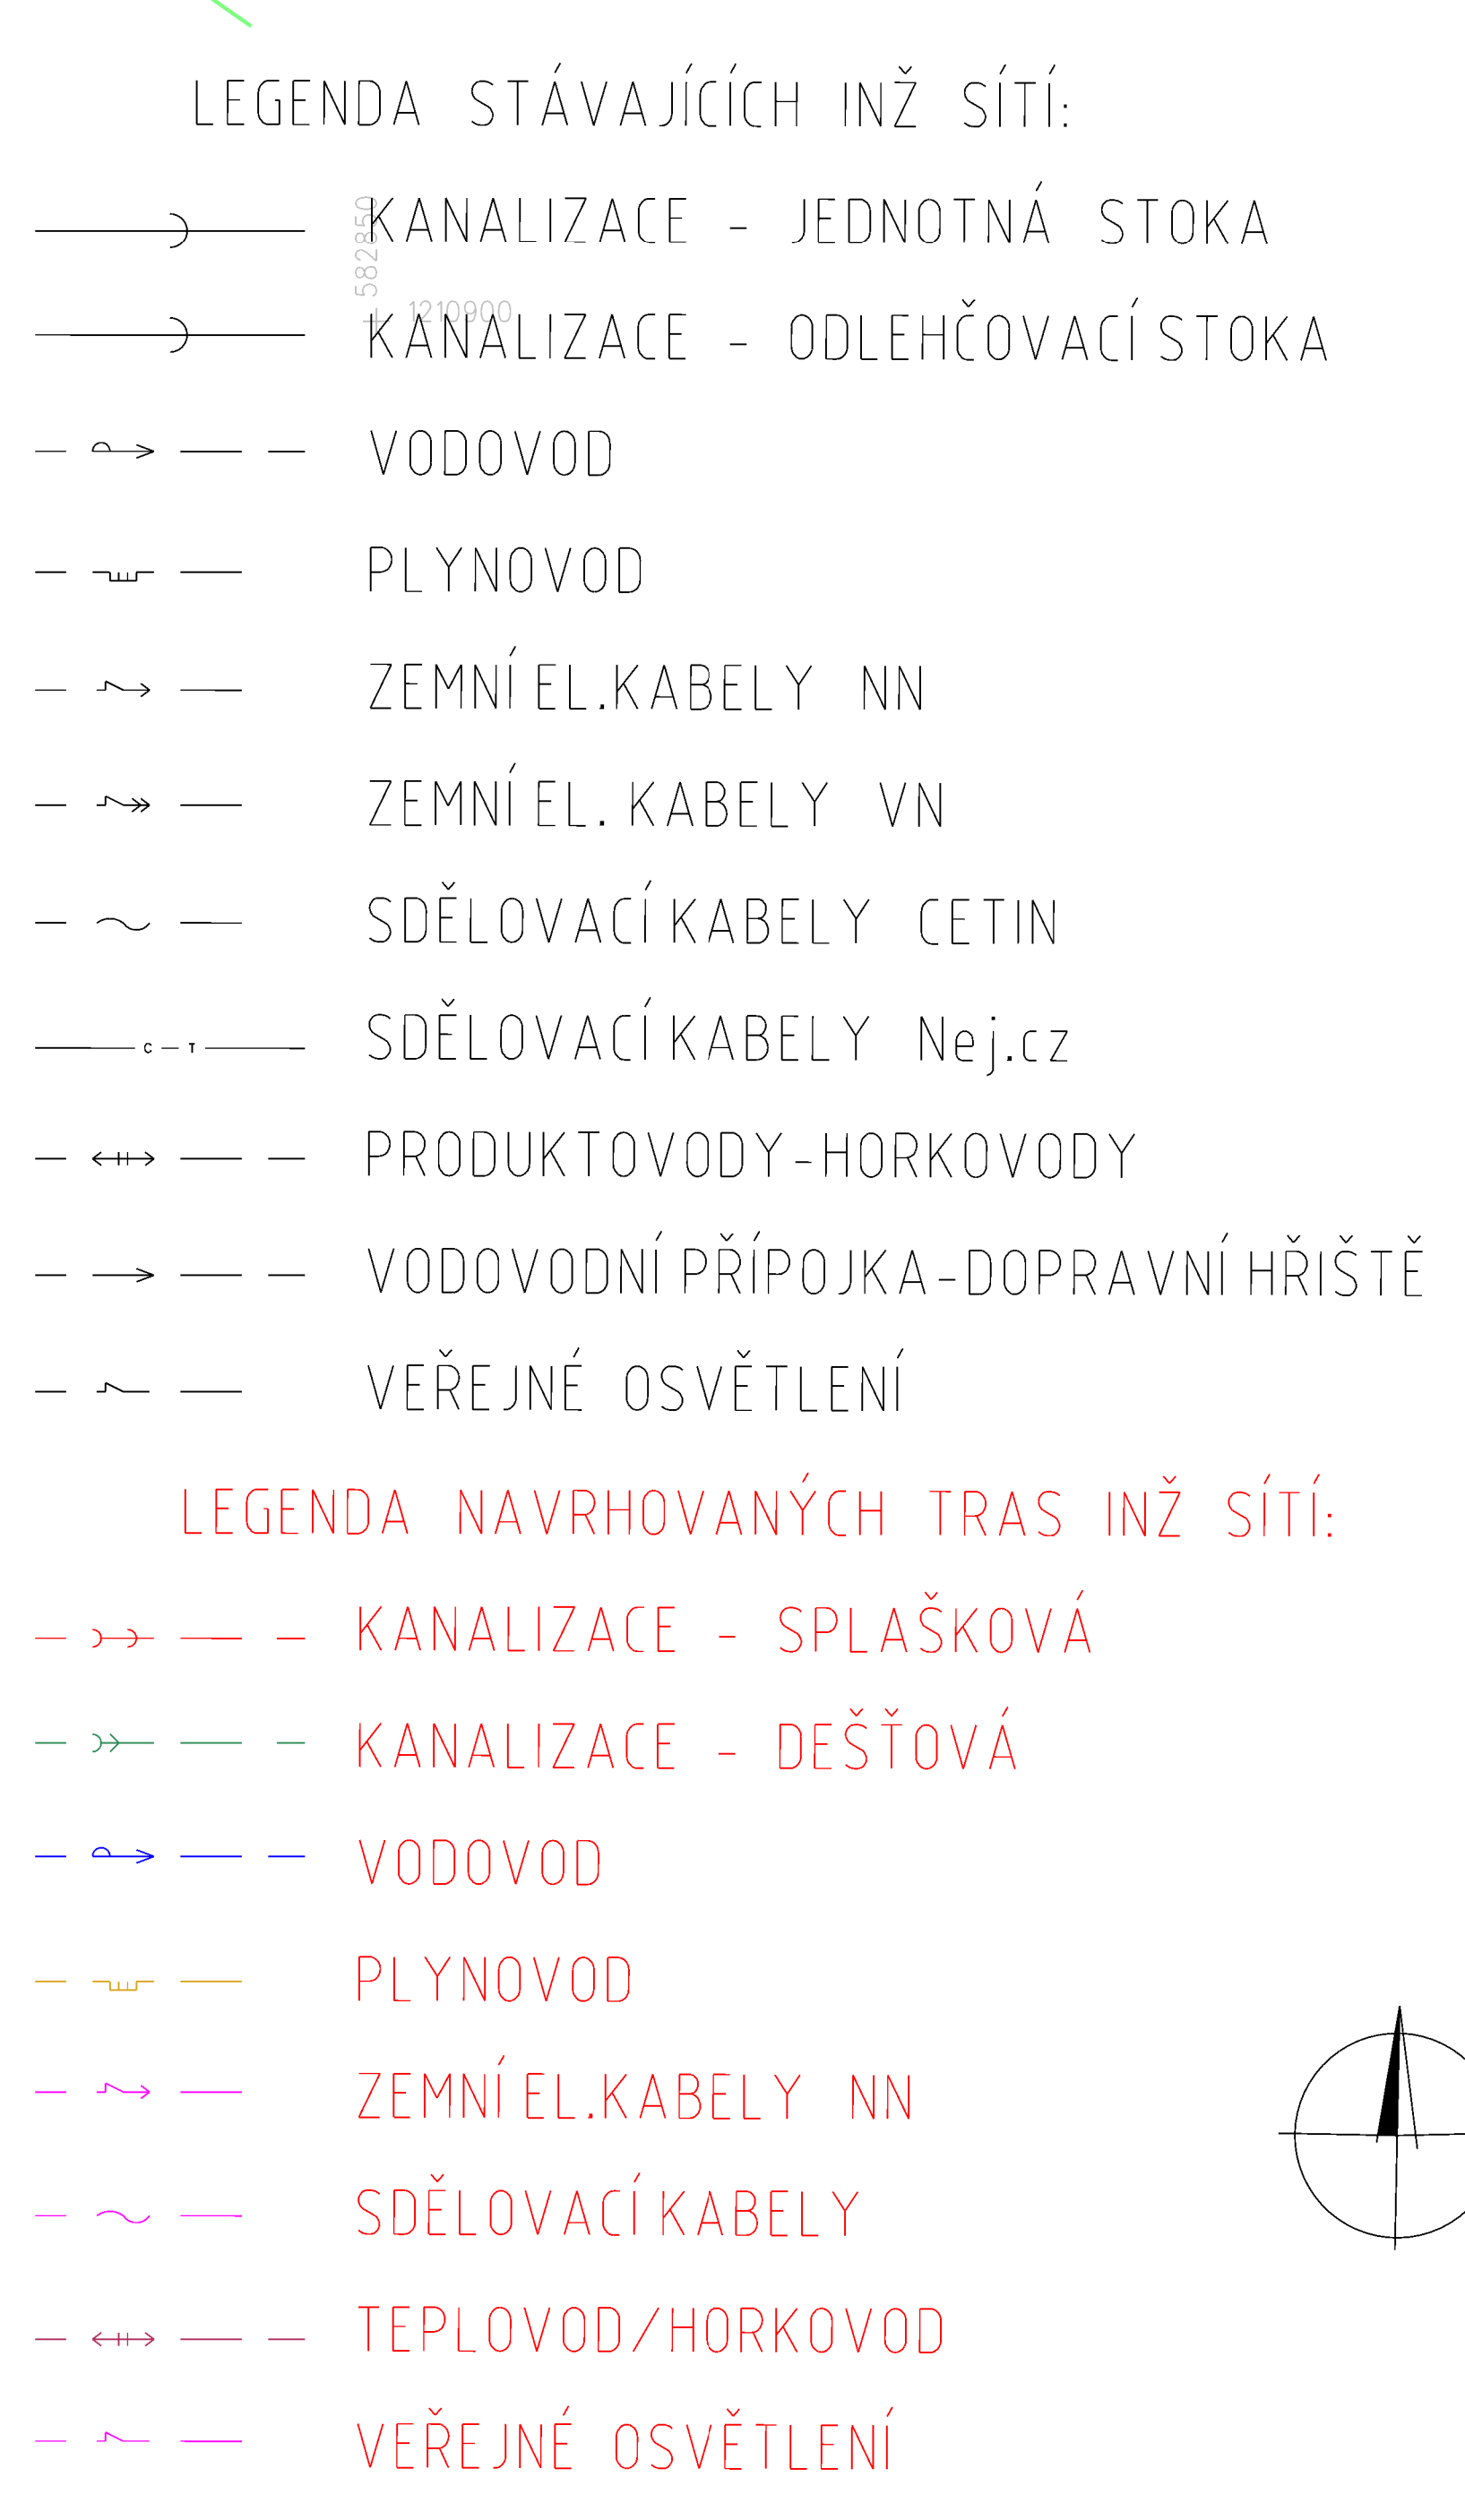 LEGENDA STÁVAJÍCÍCH INŽ SÍTÍ:
582850
KANALIZACE - JEDNOTNÁ STOKA
1210900
KANALIZACE - ODLEHČOVACÍ STOKA
VODOVOD
PLYNOVOD
ZEMNÍ EL.KABELY NN
ZEMNÍ EL. KABELY VN
SDĚLOVACÍ KABELY CETIN
C T SDĚLOVACÍ KABELY Nej.cz
PRODUKTOVODY-HORKOVODY
VODOVODNÍ PŘÍPOJKA-DOPRAVNÍ HŘIŠTĚ
VEŘEJNÉ OSVĚTLENÍ
LEGENDA NAVRHOVANÝCH TRAS INŽ SÍTÍ:
KANALIZACE - SPLAŠKOVÁ
KANALIZACE - DEŠŤOVÁ
VODOVOD
PLYNOVOD
ZEMNÍ EL.KABELY NN
SDĚLOVACÍ KABELY
TEPLOVOD/HORKOVOD
VEŘEJNÉ OSVĚTLENÍ